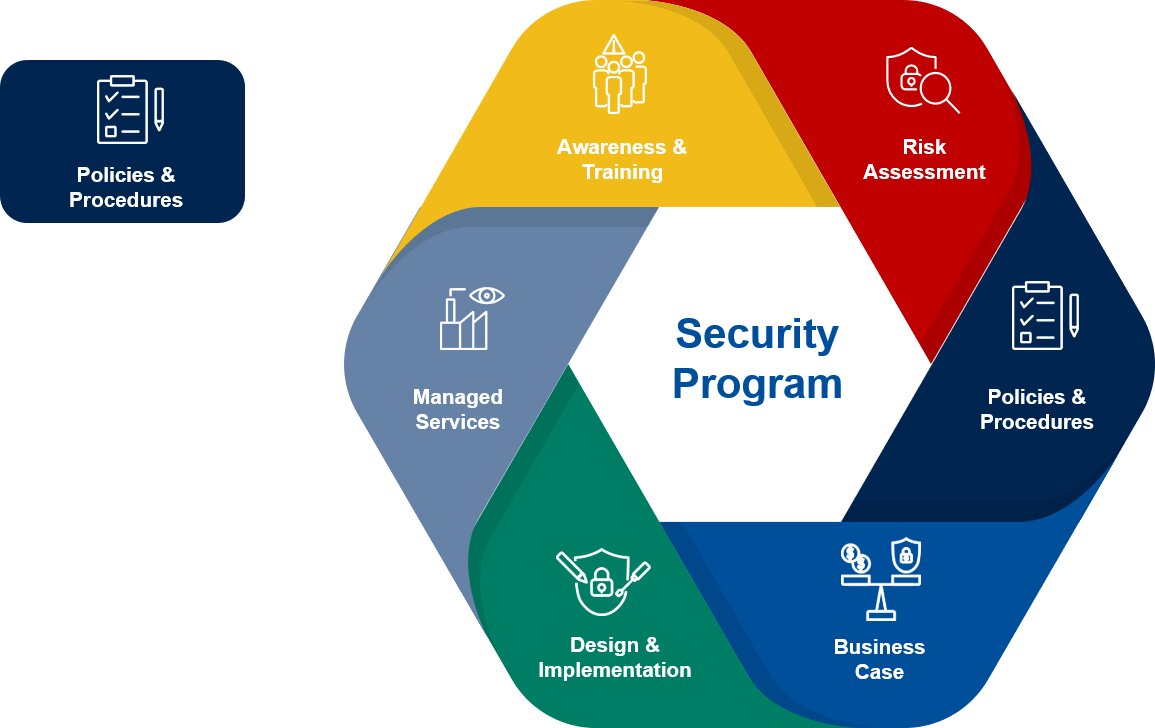 Policies &
Procedures
Awareness &
Training
Risk
Assessment
Managed
Services
Security
Program
Policies &
Procedures
Design &
Implementation
Business
Case
$
$